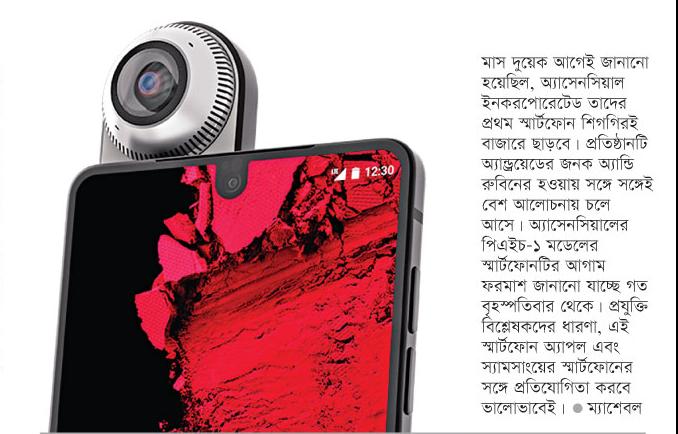 LTE 12:30
মাস দুয়েক আগেই জানানো
হয়েছিল, অ্যাসেনসিয়াল
ইনকরপোরেটেড তাদের
প্রথম স্মার্টফোন শিগগিরই
বাজারে ছাড়বে। প্রতিষ্ঠানটি
অ্যান্ড্রয়েডের জনক অ্যান্ডি
রুবিনের হওয়ায় সঙ্গে সঙ্গেই
বেশ আলোচনায় চলে
আসে। অ্যাসেনসিয়ালের
পিএইচ-১ মডেলের
স্মার্টফোনটির আগাম
ফরমাশ জানানো যাচ্ছে গত
বৃহস্পতিবার থেকে। প্রযুক্তি
বিশ্লেষকদের ধারণা, এই
স্মার্টফোন অ্যাপল এবং
স্যামসাংয়ের স্মার্টফোনের
সঙ্গে প্রতিযোগিতা করবে
ভালোভাবেই। ● ম্যাশেবল